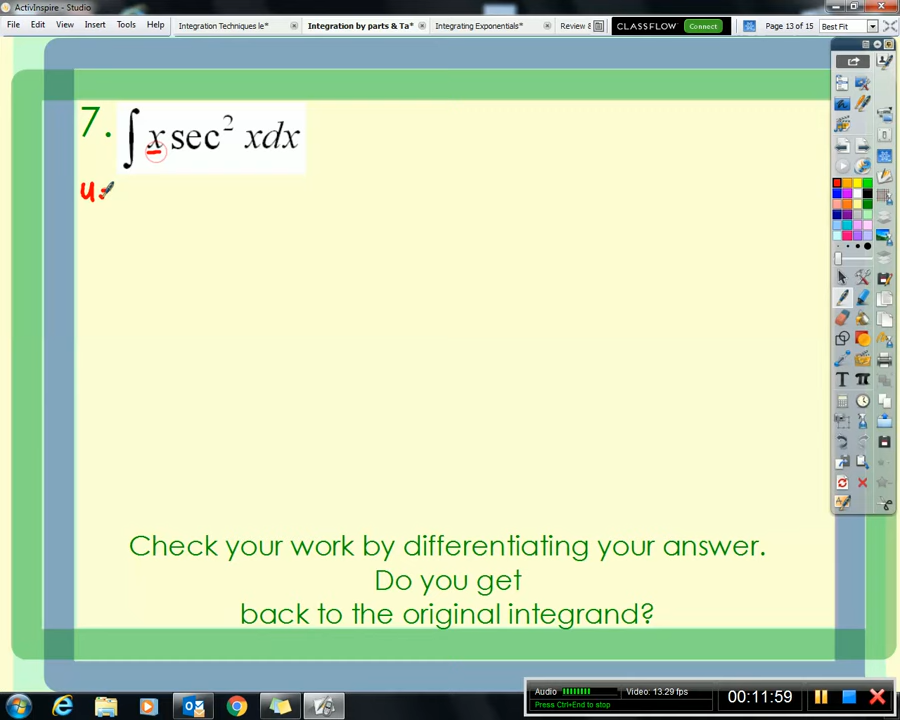 ActivInspire - Studio
File Edit View Insert Tools Help Integration Techniques le* Integration by parts & Ta* Integrating Exponentials* Review 8 CLASSFLOW Connect Page 13 of 15 Best Fit
7. ∫ x sec² xdx
u=
Check your work by differentiating your answer.
Do you get
back to the original integrand?
Audio Video: 13.29 fps
Press Ctrl+End to stop
00:11:59